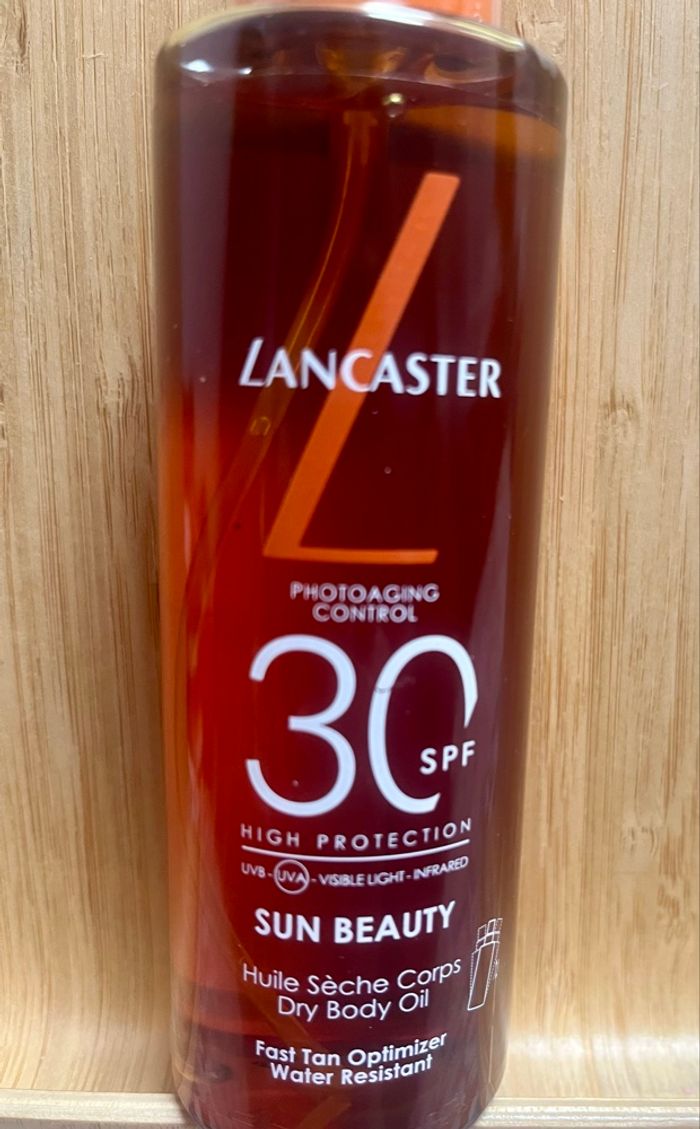 LANCASTER
PHOTOAGING
CONTROL
30
SPF
HIGH PROTECTION
UVB - UVA - VISIBLE LIGHT - INFRARED
SUN BEAUTY
Huile Sèche Corps
Dry Body Oil
Fast Tan Optimizer
Water Resistant